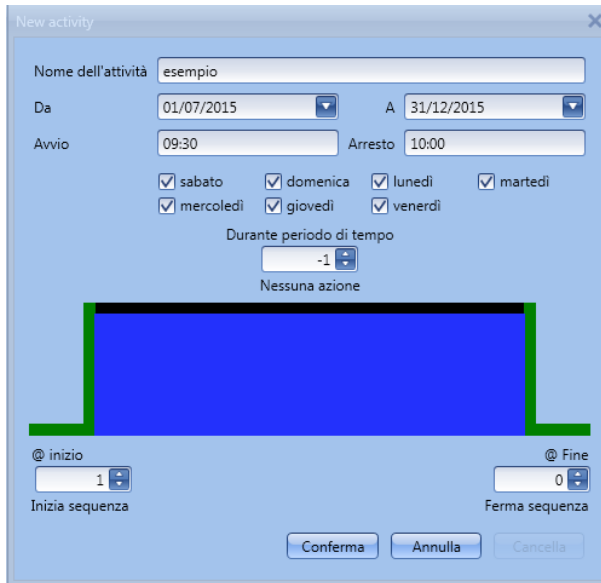 New activity
Nome dell'attività esempio
Da 01/07/2015 A 31/12/2015
Avvio 09:30 Arresto 10:00
sabato domenica lunedì martedì
mercoledì giovedì venerdì
Durante periodo di tempo
-1
Nessuna azione
@ inizio @ Fine
1 0
Inizia sequenza Ferma sequenza
Conferma Annulla Cancella